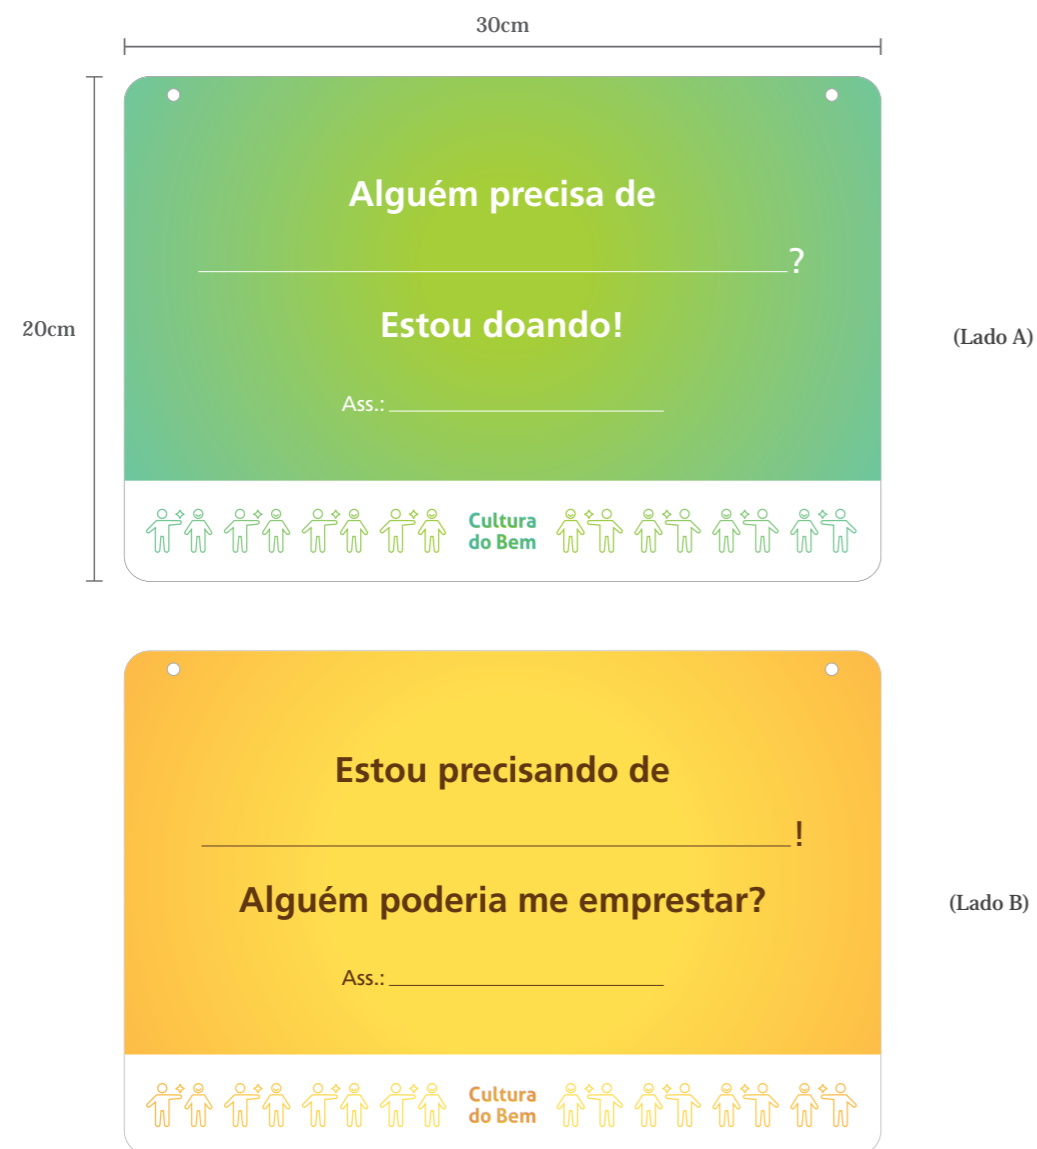 30cm
Alguém precisa de
?
Estou doando!
20cm
(Lado A)
Ass.:
Cultura
do Bem
Estou precisando de
!
Alguém poderia me emprestar?
(Lado B)
Ass.:
Cultura
do Bem